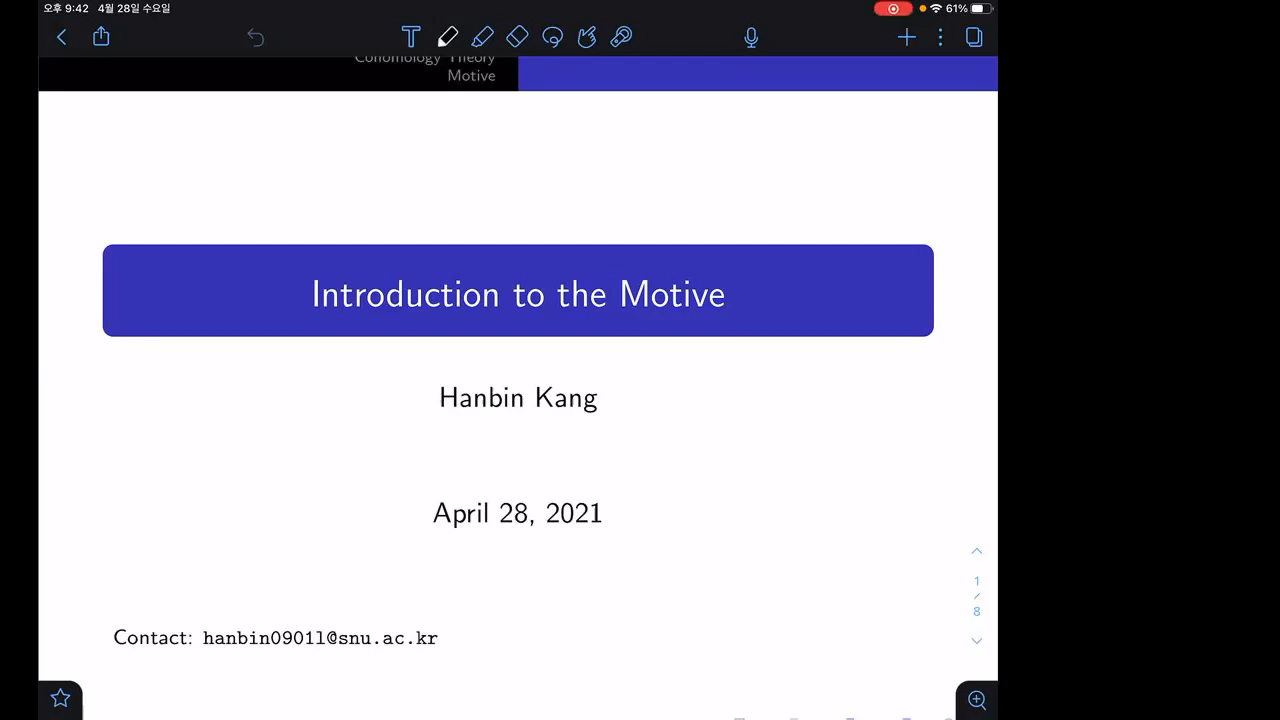 오후 9:42 4월 28일 수요일
61%
Cohomology Theory
Motive
Introduction to the Motive
Hanbin Kang
April 28, 2021
1
/
8
Contact: hanbin0901l@snu.ac.kr